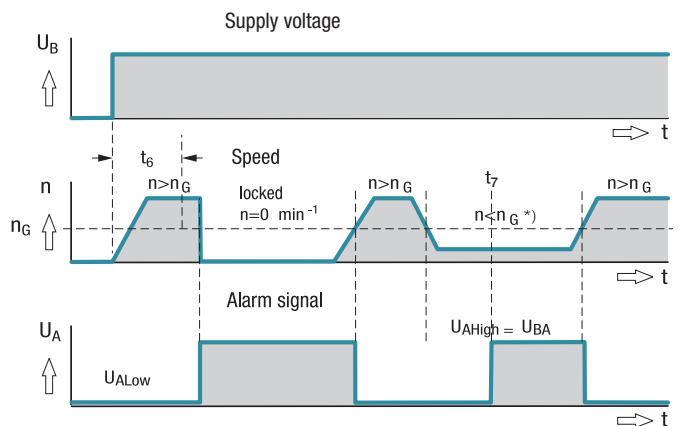 Supply voltage
U_B
t
t_6 Speed
n n>n_G locked n>n_G t_7 n>n_G
n=0 min⁻¹ n<n_G *)
n_G
t
Alarm signal
U_A U_AHigh = U_BA
U_ALow
t